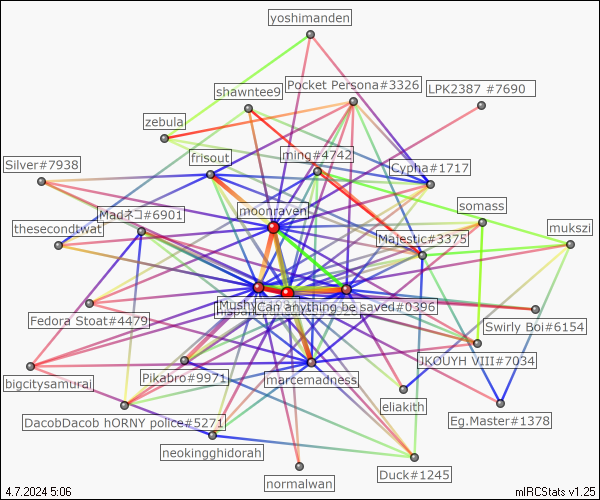 yoshimanden
shawntee9
Pocket Persona#3326
LPK2387 #7690
zebula
Silver#7938
frisout
ming#4742
Cypha#1717
somass
Madネコ#6901
moonraven
thesecondtwat
Majestic#3375
mukszi
Mushy
Can anything be saved#0396
Fedora Stoat#4479
Swirly Boi#6154
JKOUYH VIII#7034
bigcitysamurai
Pikabro#9971
marcemadness
eliakith
DacobDacob hORNY police#5271
Eg.Master#1378
neokingghidorah
Duck#1245
normalwan
4.7.2024 5:06
mIRCStats v1.25